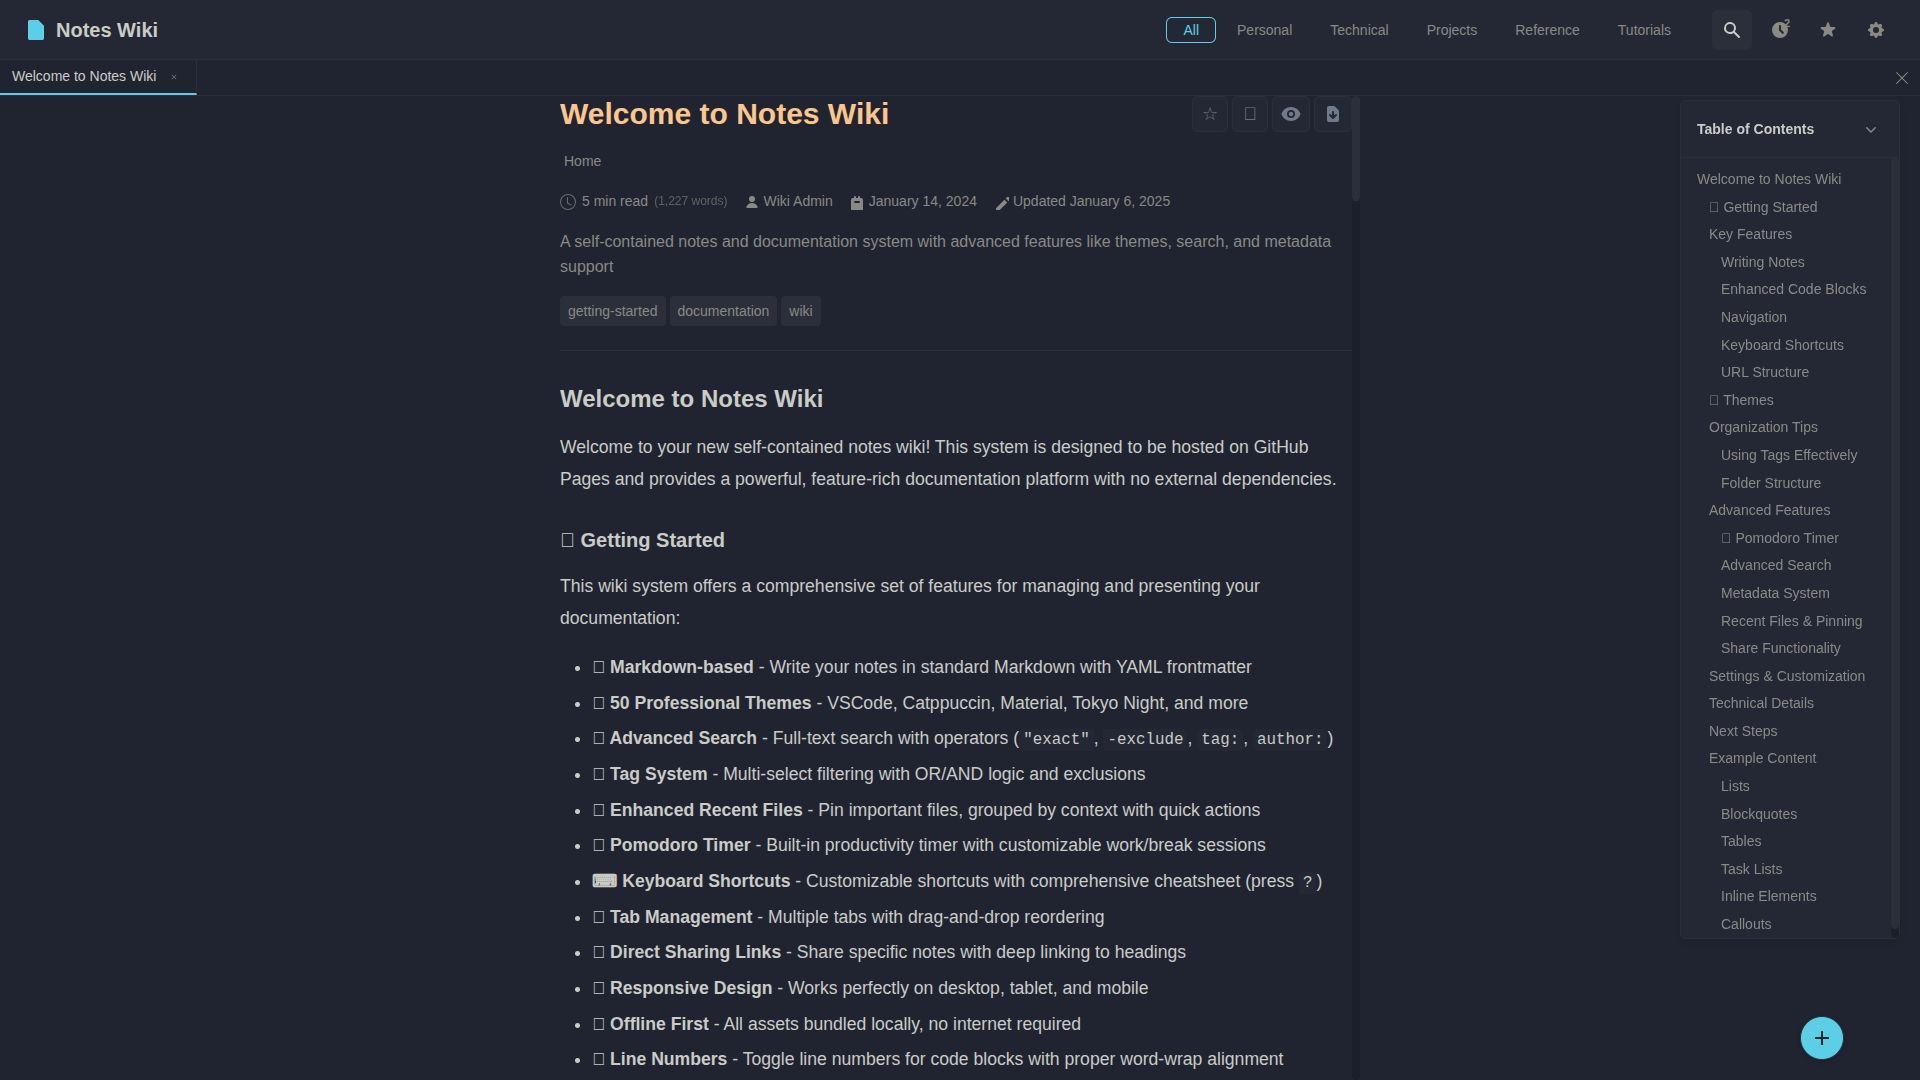 Notes Wiki
All
Personal
Technical
Projects
Reference
Tutorials
2
Welcome to Notes Wiki ×
Welcome to Notes Wiki
Home
5 min read (1,227 words) Wiki Admin January 14, 2024 Updated January 6, 2025
A self-contained notes and documentation system with advanced features like themes, search, and metadata
support
getting-started documentation wiki
Welcome to Notes Wiki
Welcome to your new self-contained notes wiki! This system is designed to be hosted on GitHub
Pages and provides a powerful, feature-rich documentation platform with no external dependencies.
Getting Started
This wiki system offers a comprehensive set of features for managing and presenting your
documentation:
• Markdown-based - Write your notes in standard Markdown with YAML frontmatter
• 50 Professional Themes - VSCode, Catppuccin, Material, Tokyo Night, and more
• Advanced Search - Full-text search with operators ("exact", -exclude, tag:, author:)
• Tag System - Multi-select filtering with OR/AND logic and exclusions
• Enhanced Recent Files - Pin important files, grouped by context with quick actions
• Pomodoro Timer - Built-in productivity timer with customizable work/break sessions
• ⌨ Keyboard Shortcuts - Customizable shortcuts with comprehensive cheatsheet (press ?)
• Tab Management - Multiple tabs with drag-and-drop reordering
• Direct Sharing Links - Share specific notes with deep linking to headings
• Responsive Design - Works perfectly on desktop, tablet, and mobile
• Offline First - All assets bundled locally, no internet required
• Line Numbers - Toggle line numbers for code blocks with proper word-wrap alignment
Table of Contents
Welcome to Notes Wiki
Getting Started
Key Features
Writing Notes
Enhanced Code Blocks
Navigation
Keyboard Shortcuts
URL Structure
Themes
Organization Tips
Using Tags Effectively
Folder Structure
Advanced Features
Pomodoro Timer
Advanced Search
Metadata System
Recent Files & Pinning
Share Functionality
Settings & Customization
Technical Details
Next Steps
Example Content
Lists
Blockquotes
Tables
Task Lists
Inline Elements
Callouts